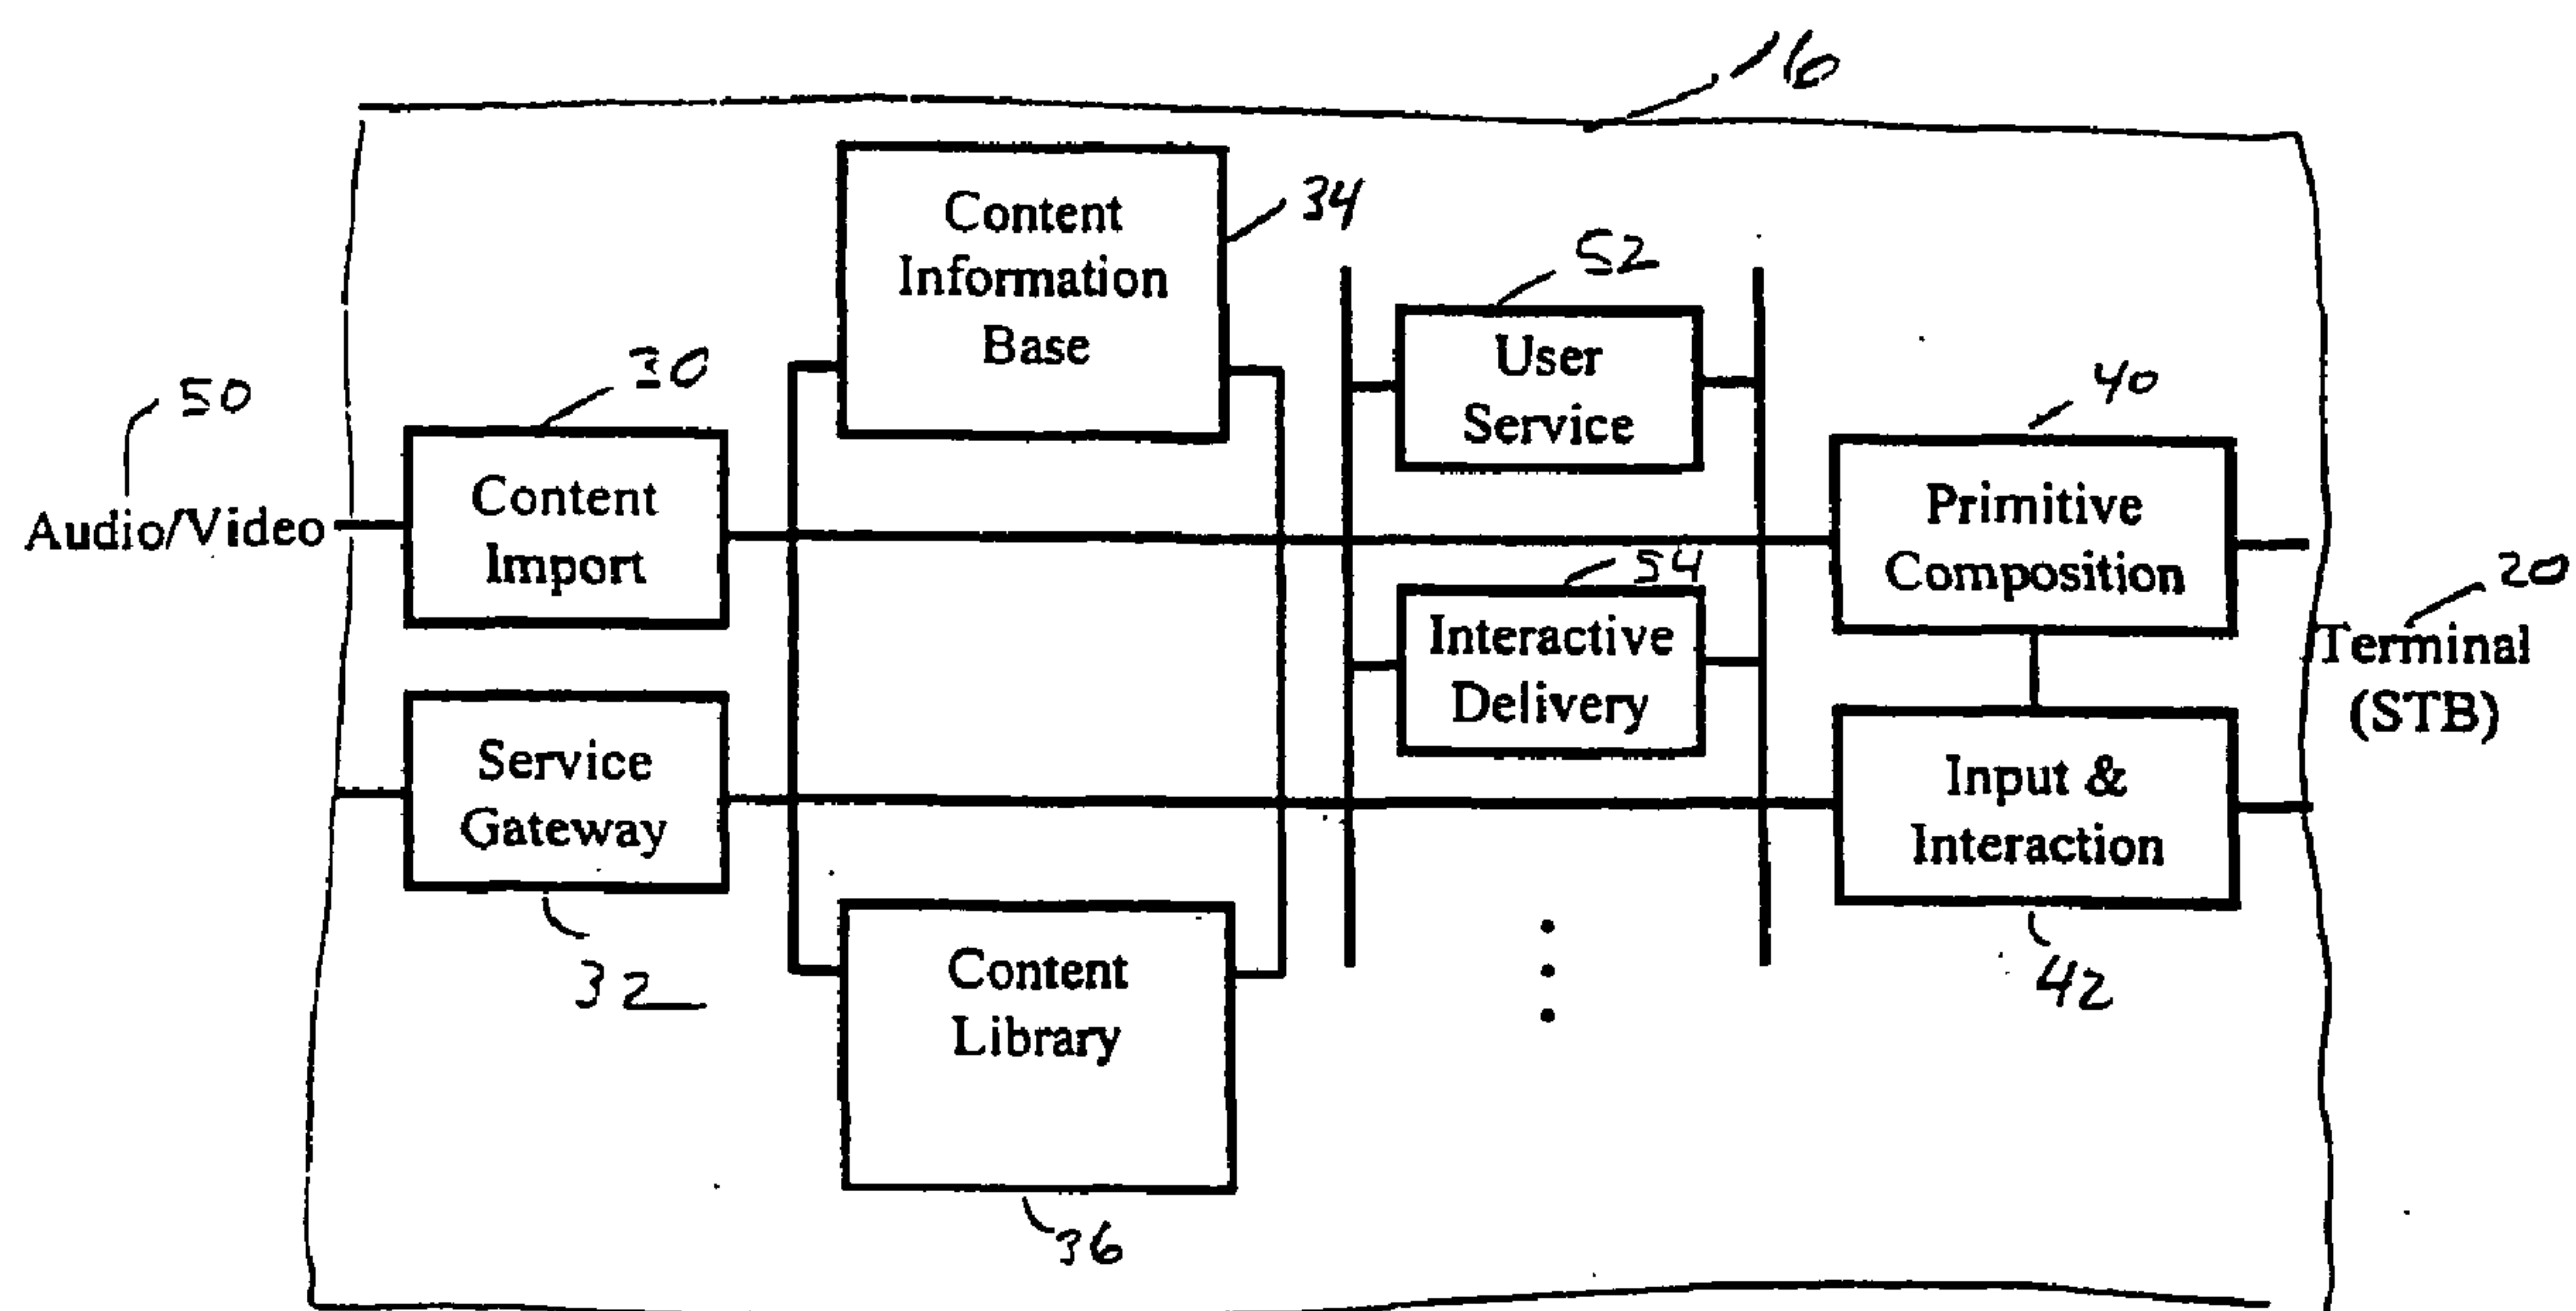 16
Content
Information
Base
34
52
User
Service
50
Audio/Video
30
Content
Import
40
Primitive
Composition
54
Interactive
Delivery
20
Terminal
(STB)
Service
Gateway
32
Input &
Interaction
42
Content
Library
36